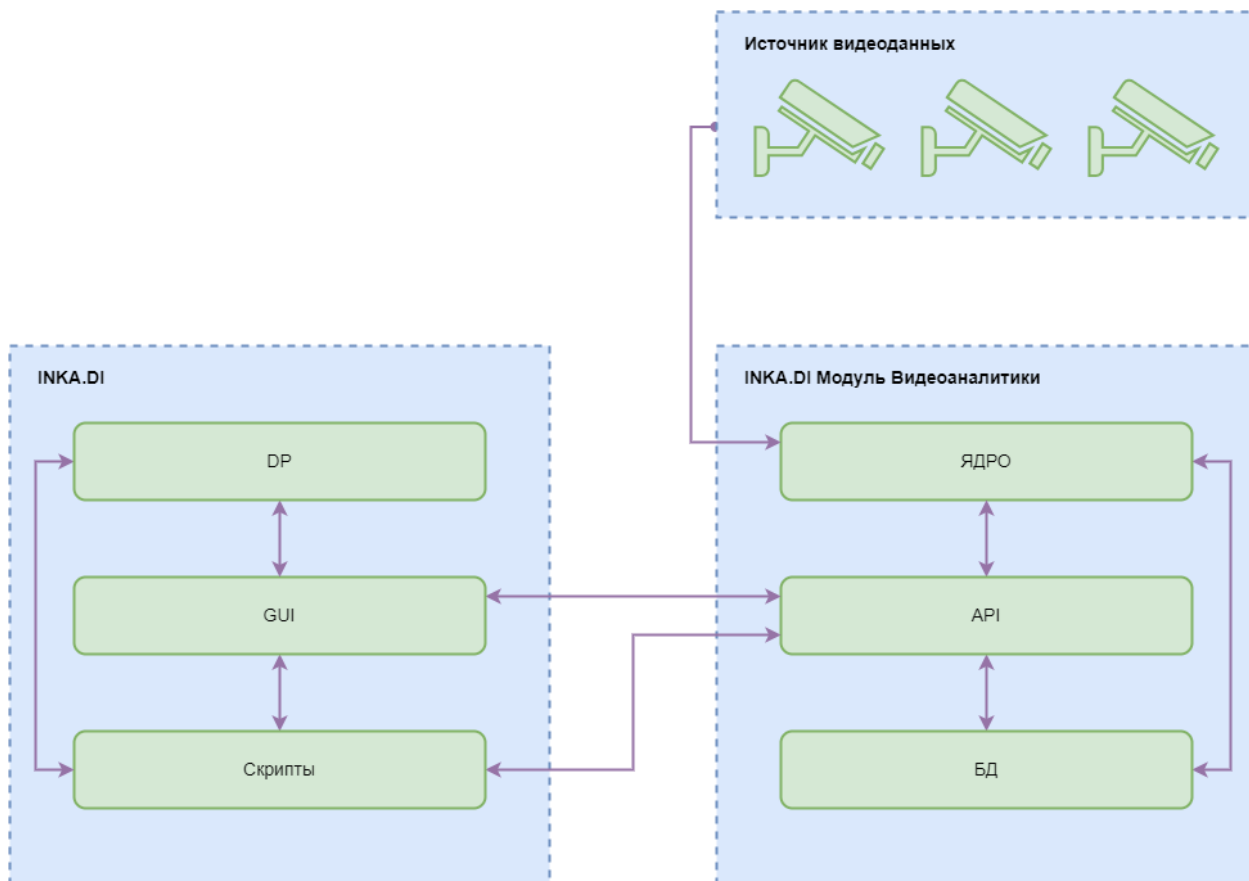 Источник видеоданных
INKA.DI
DP
GUI
Скрипты
INKA.DI Модуль Видеоаналитики
ЯДРО
API
БД